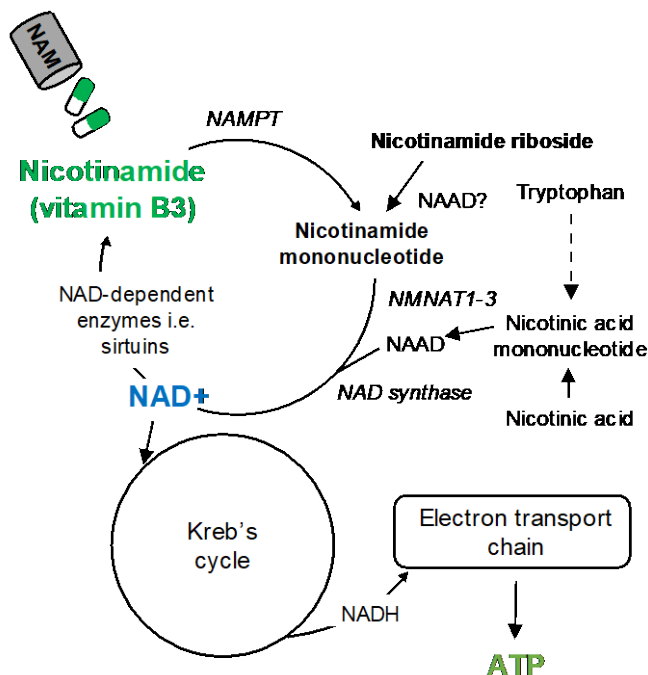 NAM
NAMPT
Nicotinamide riboside
Nicotinamide
(vitamin B3)
NAAD?
Tryptophan
Nicotinamide
mononucleotide
NAD-dependent
enzymes i.e.
sirtuins
NMNAT1-3
Nicotinic acid
mononucleotide
NAAD
NAD+
NAD synthase
Nicotinic acid
Kreb's
cycle
Electron transport
chain
NADH
ATP